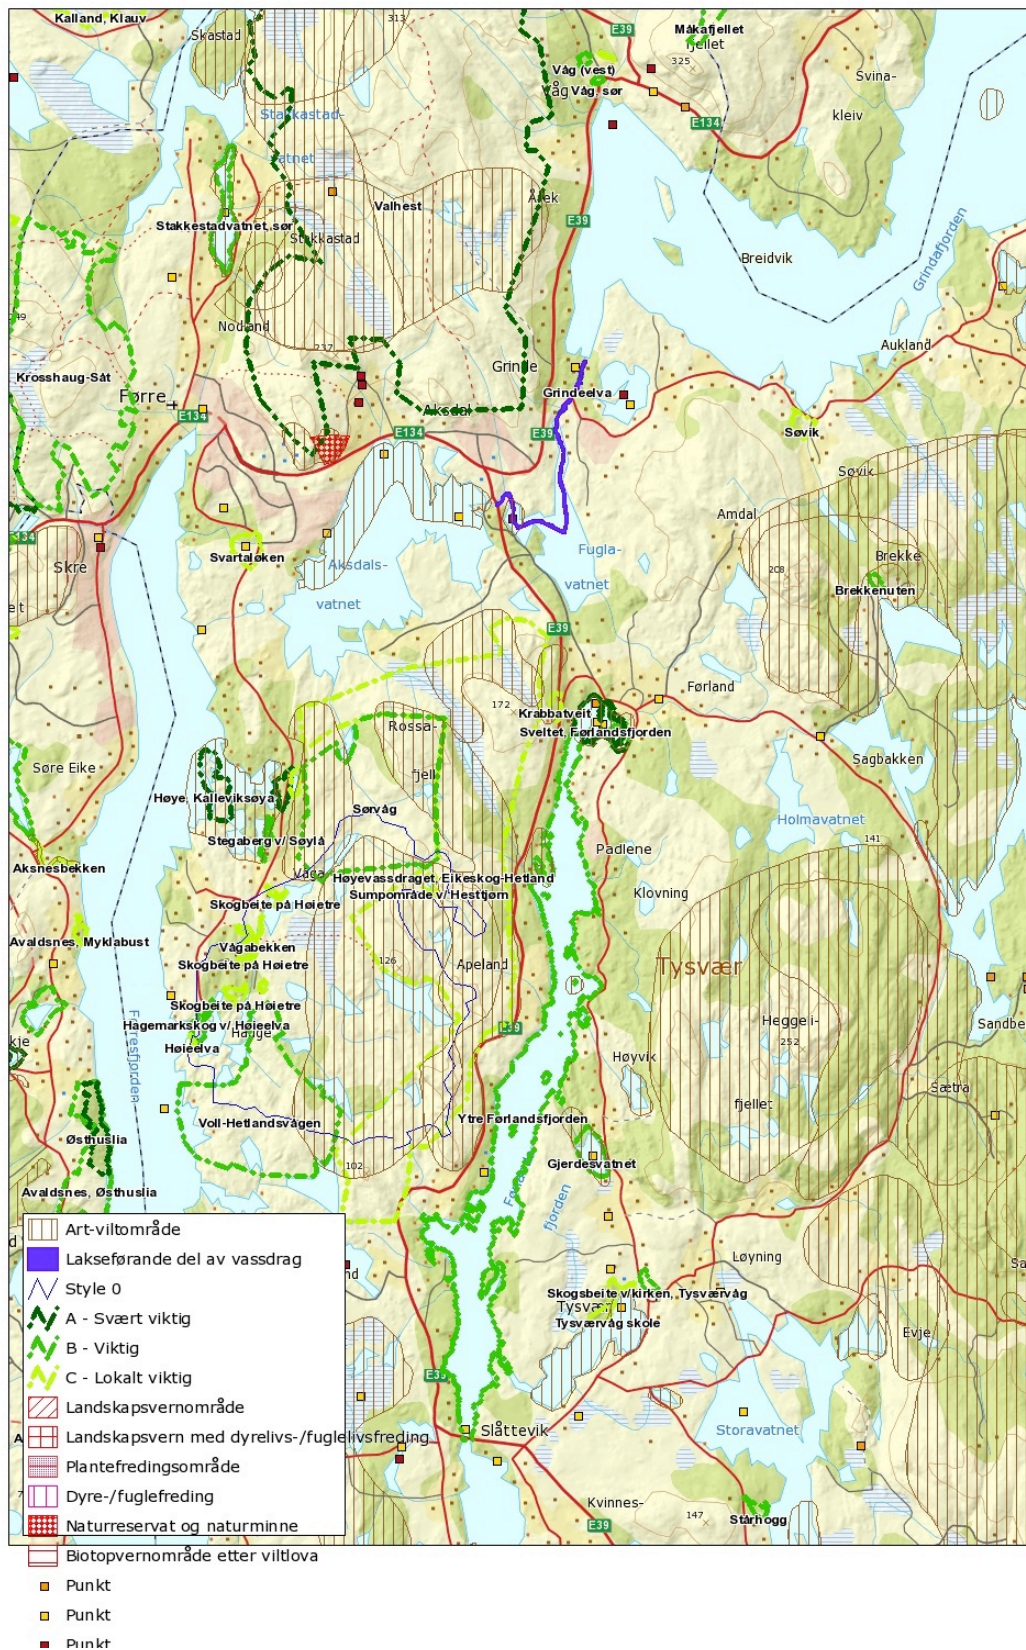 Kalland, Klauv
Skastad
313
E39
Måkafjellet
fjellet
325
Våg (vest)
Våg, sør
Svina-
kleiv
E134
Stakkastad-
vatnet
Valhest
Årek
E39
Stakkestadvatnet, sør
Stakkastad
Breidvik
Grindafjorden
Nodland
237
Krosshaug-Såt
Grinde
Aukland
Førre
Grindeelva
Aksdal
E134
E134
E39
Søvik
Søvik
Amdal
134
Skre
Svartaløken
Aksdals-
vatnet
Fugla-
vatnet
208
Brekke
Brekkenuten
E39
172
Førland
Krabbatveit
Sveltet, Førlandsfjorden
Rossa-
fjell
Søre Eike
Sagbakken
Høye, Kalleviksøya
Sørvåg
Holmavatnet
141
Stegaberg v/ Søylå
Padlene
Aksnesbekken
Våga
Høyevassdraget, Eikeskog-Hetland
Sumpområde v/ Hesttjørn
Klovning
Skogbeite på Høietre
Avaldsnes, Myklabust
Vågabekken
Skogbeite på Høietre
126
Apeland
Tysvær
Skogbeite på Høietre
Hagemarkskog v/ Høieelva
Hauge
E39
Heggei-
252
Sandbe
kje
Høieelva
Førresfjorden
Høyvik
Sætra
fjellet
Voll-Hetlandsvågen
Ytre Førlandsfjorden
Østhuslia
102
Gjerdesvatnet
Avaldsnes, Østhuslia
fjorden
Art-viltområde
Løyning
Lakseførande del av vassdrag
Style 0
Skogsbeite v/kirken, Tysværvåg
Tysvær
Tysværvåg skole
A - Svært viktig
Evje
B - Viktig
C - Lokalt viktig
E39
Landskapsvernområde
Landskapsvern med dyrelivs-/fuglelivsfreding
Slåttevik
Storavatnet
Plantefredingsområde
Dyre-/fuglefreding
Kvinnes-
147
Stårhogg
Naturreservat og naturminne
E39
Biotopvernområde etter viltlova
Punkt
Punkt
Punkt